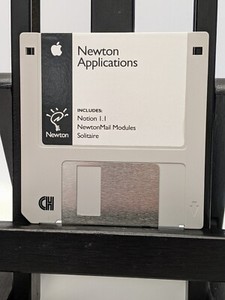 Newton
Applications
INCLUDES:
Notion 1.1
NewtonMail Modules
Solitaire
Newton